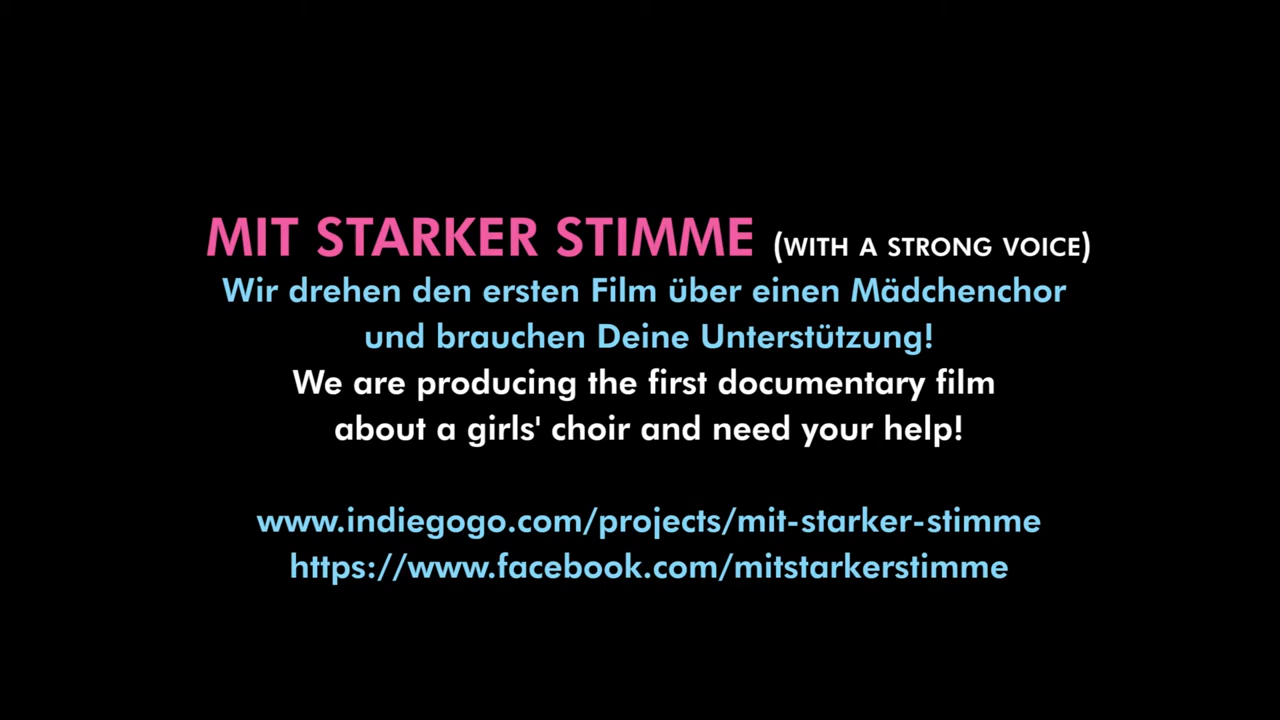 MIT STARKER STIMME (WITH A STRONG VOICE)
Wir drehen den ersten Film über einen Mädchenchor
und brauchen Deine Unterstützung!
We are producing the first documentary film
about a girls' choir and need your help!
www.indiegogo.com/projects/mit-starker-stimme
https://www.facebook.com/mitstarkerstimme